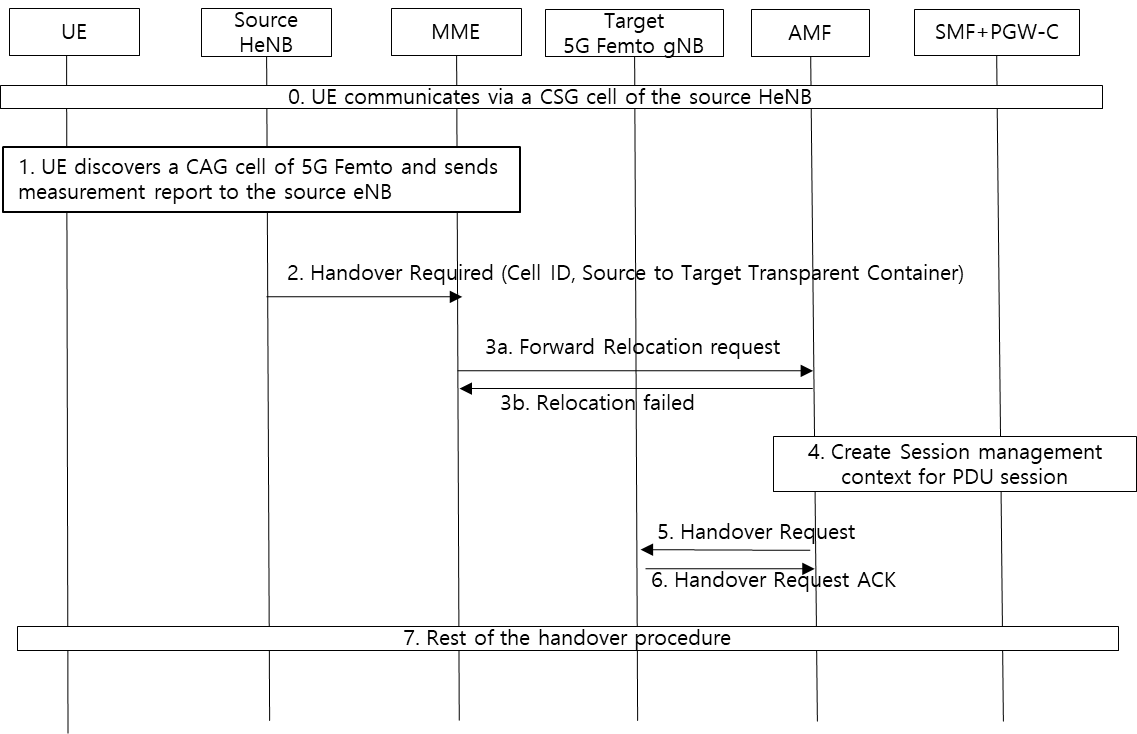 UE
Source
HeNB
MME
Target
5G Femto gNB
AMF
SMF+PGW-C
0. UE communicates via a CSG cell of the source HeNB
1. UE discovers a CAG cell of 5G Femto and sends
measurement report to the source eNB
2. Handover Required (Cell ID, Source to Target Transparent Container)
3a. Forward Relocation request
3b. Relocation failed
4. Create Session management
context for PDU session
5. Handover Request
6. Handover Request ACK
7. Rest of the handover procedure